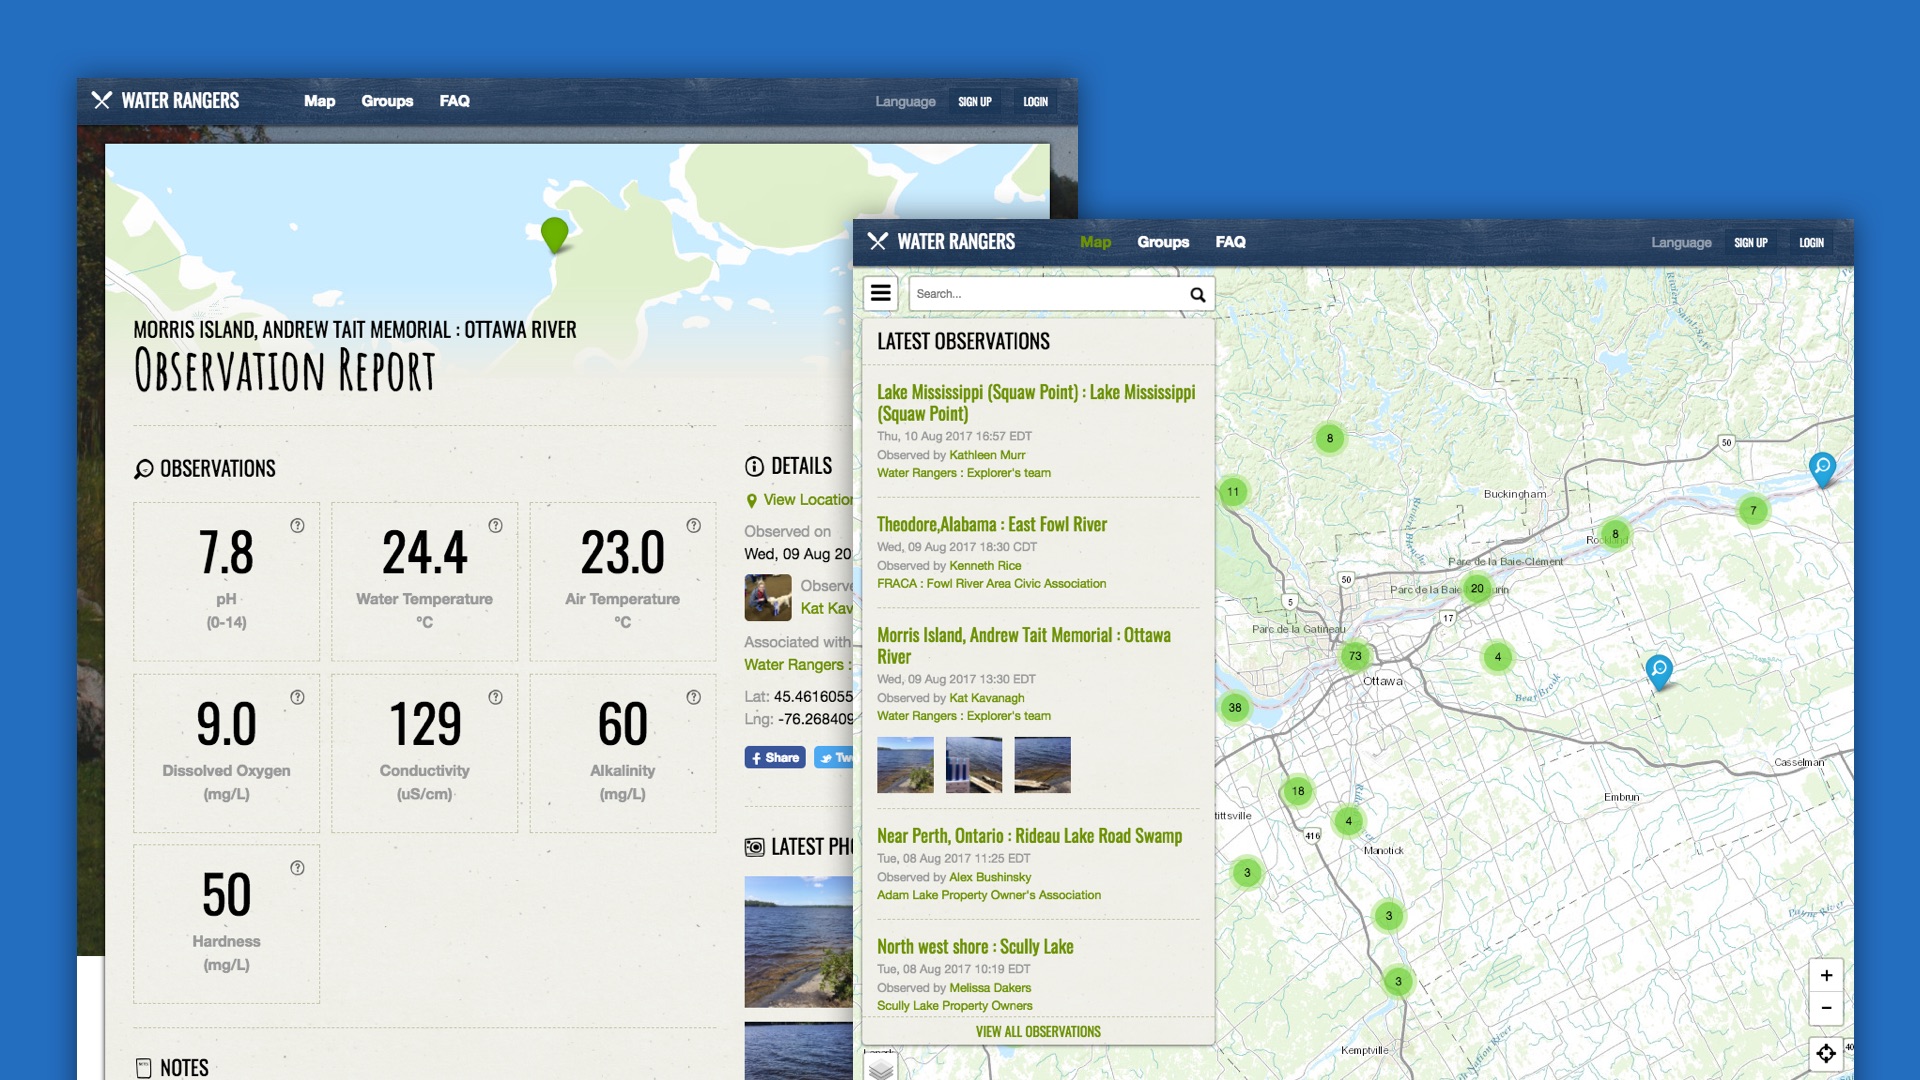 WATER RANGERS
Map
Groups
FAQ
Language
SIGN UP
LOGIN
MORRIS ISLAND, ANDREW TAIT MEMORIAL : OTTAWA RIVER
OBSERVATION REPORT
OBSERVATIONS
7.8
pH
(0-14)
24.4
Water Temperature
°C
23.0
Air Temperature
°C
9.0
Dissolved Oxygen
(mg/L)
129
Conductivity
(uS/cm)
60
Alkalinity
(mg/L)
50
Hardness
(mg/L)
NOTES
DETAILS
View Location
Observed on
Wed, 09 Aug 20
Observe
Kat Kav
Associated with
Water Rangers :
Lat: 45.4616055
Lng: -76.268409
Share
Twe
LATEST PHO
WATER RANGERS
Map
Groups
FAQ
Language
SIGN UP
LOGIN
Search...
LATEST OBSERVATIONS
Lake Mississippi (Squaw Point) : Lake Mississippi
(Squaw Point)
Thu, 10 Aug 2017 16:57 EDT
Observed by Kathleen Murr
Water Rangers : Explorer's team
Theodore,Alabama : East Fowl River
Wed, 09 Aug 2017 18:30 CDT
Observed by Kenneth Rice
FRACA : Fowl River Area Civic Association
Morris Island, Andrew Tait Memorial : Ottawa
River
Wed, 09 Aug 2017 13:30 EDT
Observed by Kat Kavanagh
Water Rangers : Explorer's team
Near Perth, Ontario : Rideau Lake Road Swamp
Tue, 08 Aug 2017 11:25 EDT
Observed by Alex Bushinsky
Adam Lake Property Owner's Association
North west shore : Scully Lake
Tue, 08 Aug 2017 10:19 EDT
Observed by Melissa Dakers
Scully Lake Property Owners
VIEW ALL OBSERVATIONS
8
50
11
Buckingham
7
8
Parc de la Baie-Clément
50
20
Parc de la Baie
5
17
Parc de la Gatineau
73
4
Ottawa
Bear Brook
38
Casselman
18
Embrun
4
tittsville
416
Manotick
3
3
3
Kemptville
+
−
40